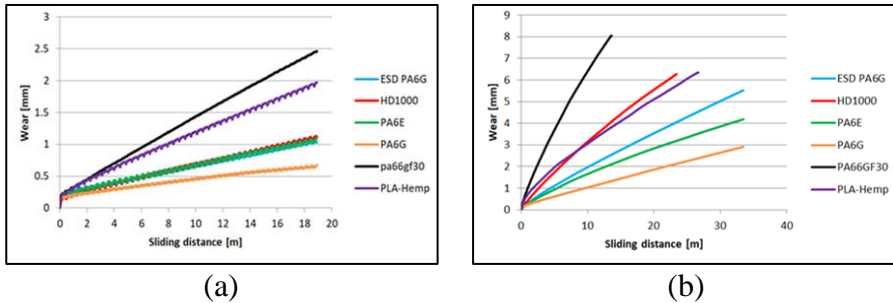 3
2.5
2
1.5
1
0.5
0
Wear [mm]
0 2 4 6 8 10 12 14 16 18 20
Sliding distance [m]
ESD PA6G
HD1000
PA6E
PA6G
pa66gf30
PLA-Hemp
(a)
9
8
7
6
5
4
3
2
1
0
Wear [mm]
0 10 20 30 40
Sliding distance [m]
ESD PA6G
HD1000
PA6E
PA6G
PA66GF30
PLA-Hemp
(b)